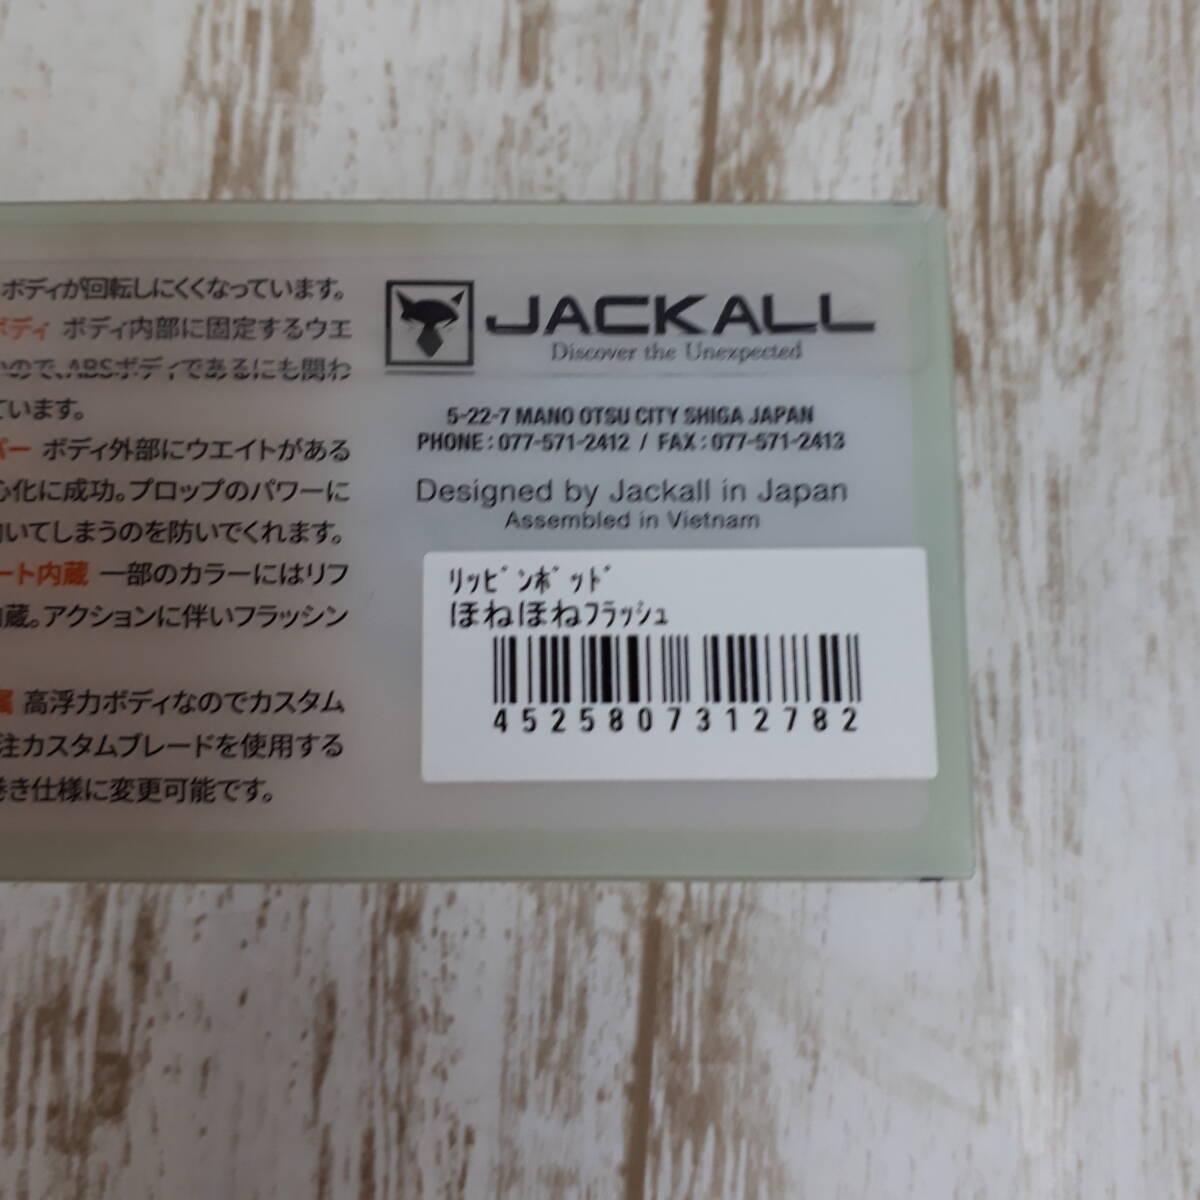 ボディが回転しにくくなっています。
ボディ ボディ内部に固定するウエ
ので、ABSボディであるにも関わ
ています。
パー ボディ外部にウエイトがある
心化に成功。プロップのパワーに
いてしまうのを防いでくれます。
ート内蔵 一部のカラーにはリフ
蔵。アクションに伴いフラッシン
属 高浮力ボディなのでカスタム
注カスタムブレードを使用する
巻き仕様に変更可能です。
JACKALL
Discover the Unexpected
5-22-7 MANO OTSU CITY SHIGA JAPAN
PHONE : 077-571-2412 / FAX : 077-571-2413
Designed by Jackall in Japan
Assembled in Vietnam
ﾘｯﾋﾟﾝﾎﾟｯﾄﾞ
ほねほねﾌﾗｯｼｭ
4525807312782